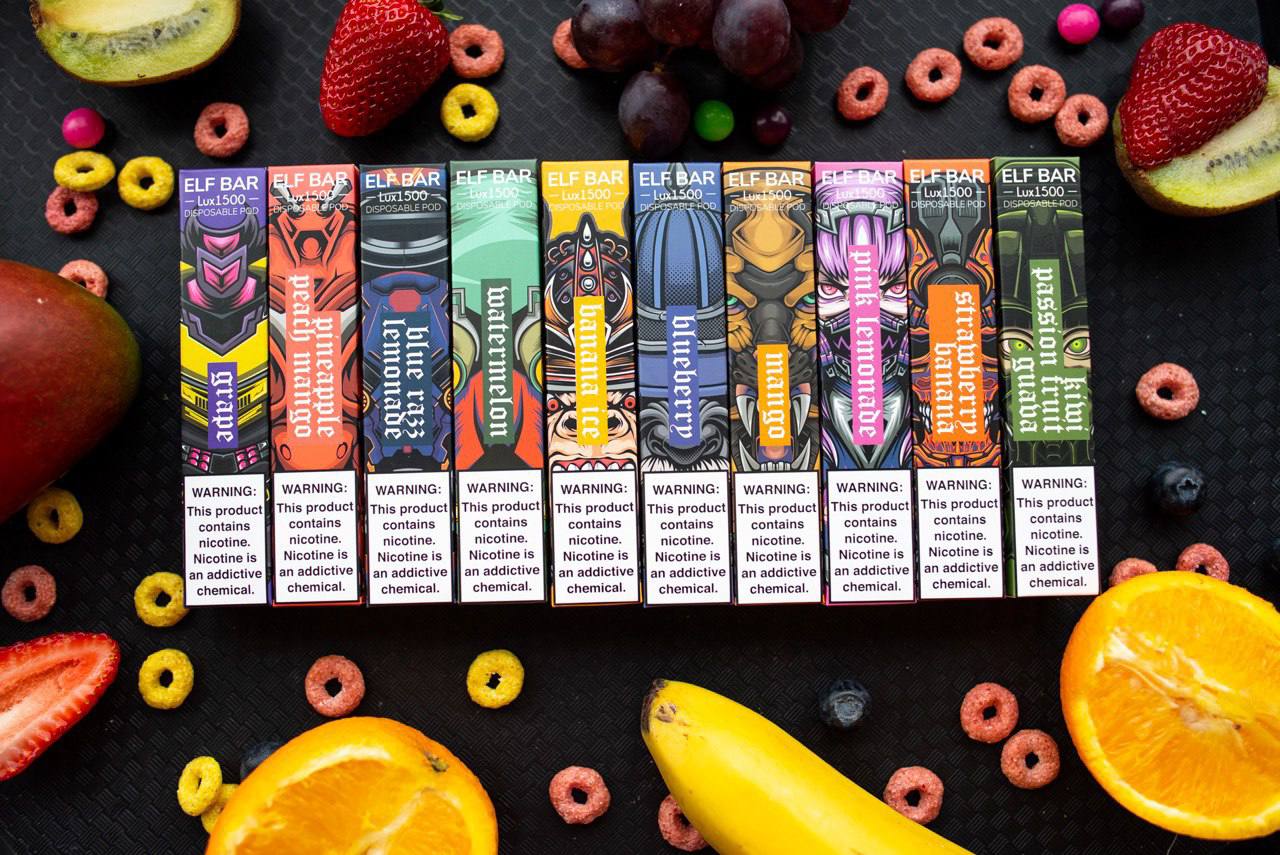 ELF BAR
Lux1500
DISPOSABLE POD
grape
WARNING:
This product
contains
nicotine.
Nicotine is
an addictive
chemical.
ELF BAR
Lux1500
DISPOSABLE POD
pineapple
peach mango
WARNING:
This product
contains
nicotine.
Nicotine is
an addictive
chemical.
ELF BAR
Lux1500
DISPOSABLE POD
blue razz
lemonade
WARNING:
This product
contains
nicotine.
Nicotine is
an addictive
chemical.
ELF BAR
Lux1500
DISPOSABLE POD
watermelon
WARNING:
This product
contains
nicotine.
Nicotine is
an addictive
chemical.
ELF BAR
Lux1500
DISPOSABLE POD
banana ice
WARNING:
This product
contains
nicotine.
Nicotine is
an addictive
chemical.
ELF BAR
Lux1500
DISPOSABLE POD
blueberry
WARNING:
This product
contains
nicotine.
Nicotine is
an addictive
chemical.
ELF BAR
Lux1500
DISPOSABLE POD
mango
WARNING:
This product
contains
nicotine.
Nicotine is
an addictive
chemical.
ELF BAR
Lux1500
DISPOSABLE POD
pink lemonade
WARNING:
This product
contains
nicotine.
Nicotine is
an addictive
chemical.
ELF BAR
Lux1500
DISPOSABLE POD
strawberry
banana
WARNING:
This product
contains
nicotine.
Nicotine is
an addictive
chemical.
ELF BAR
Lux1500
DISPOSABLE POD
kiwi
passion fruit
guava
WARNING:
This product
contains
nicotine.
Nicotine is
an addictive
chemical.